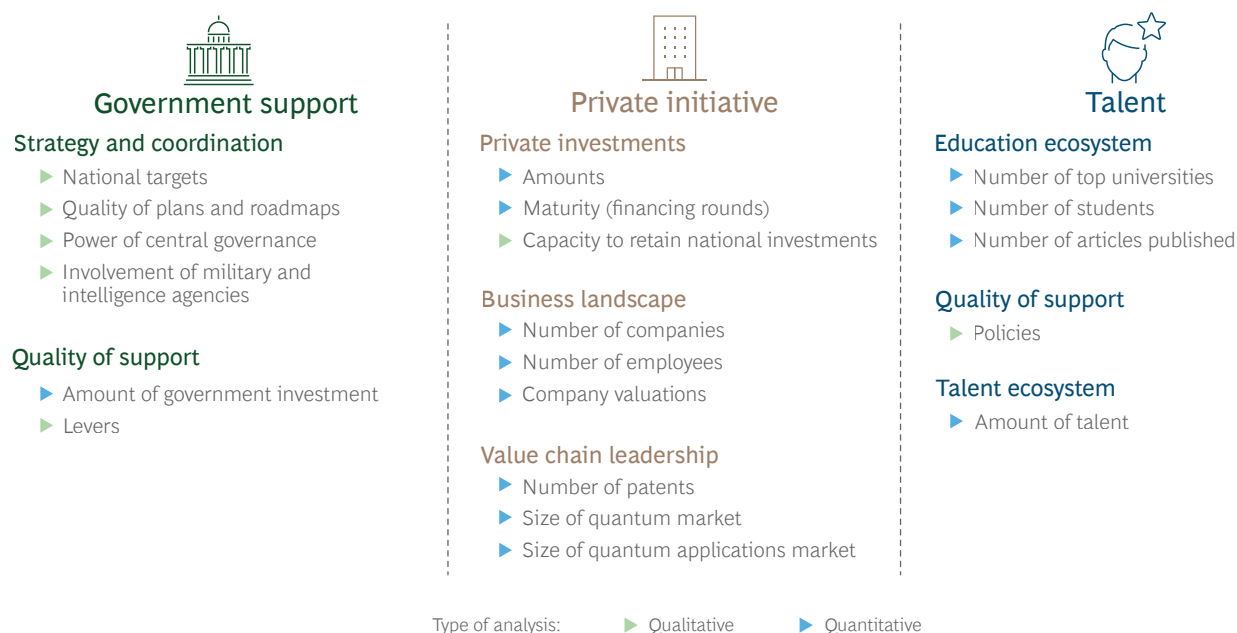 Government support
Strategy and coordination
National targets
Quality of plans and roadmaps
Power of central governance
Involvement of military and
intelligence agencies
Quality of support
Amount of government investment
Levers
Private initiative
Private investments
Amounts
Maturity (financing rounds)
Capacity to retain national investments
Business landscape
Number of companies
Number of employees
Company valuations
Value chain leadership
Number of patents
Size of quantum market
Size of quantum applications market
Talent
Education ecosystem
Number of top universities
Number of students
Number of articles published
Quality of support
Policies
Talent ecosystem
Amount of talent
Type of analysis: Qualitative Quantitative